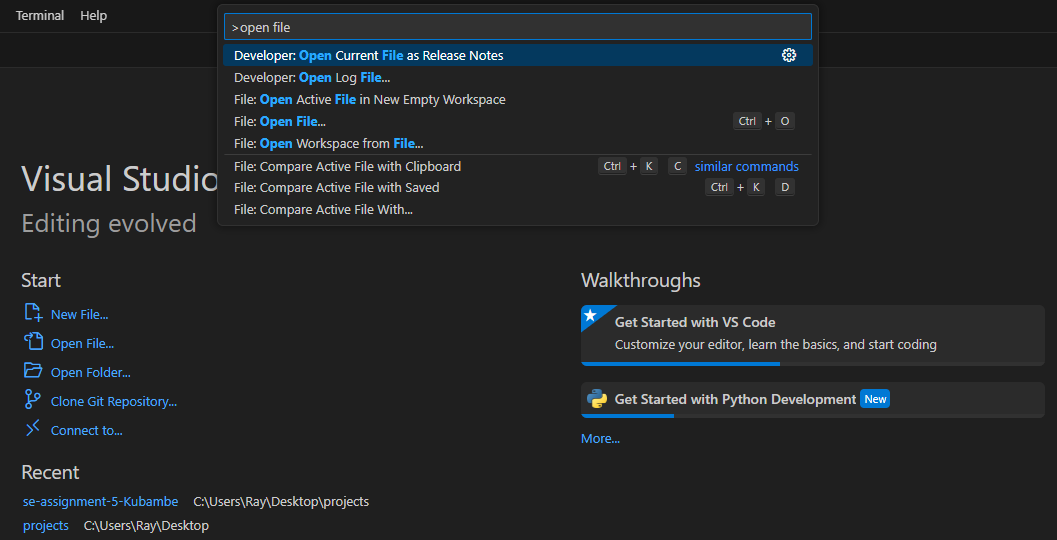 Terminal Help
>open file
Developer: Open Current File as Release Notes
Developer: Open Log File...
File: Open Active File in New Empty Workspace
File: Open File... Ctrl + O
File: Open Workspace from File...
File: Compare Active File with Clipboard Ctrl + K C similar commands
File: Compare Active File with Saved Ctrl + K D
File: Compare Active File With...
Visual Studio
Editing evolved
Start
New File...
Open File...
Open Folder...
Clone Git Repository...
Connect to...
Recent
se-assignment-5-Kubambe C:\Users\Ray\Desktop\projects
projects C:\Users\Ray\Desktop
Walkthroughs
Get Started with VS Code
Customize your editor, learn the basics, and start coding
Get Started with Python Development New
More...